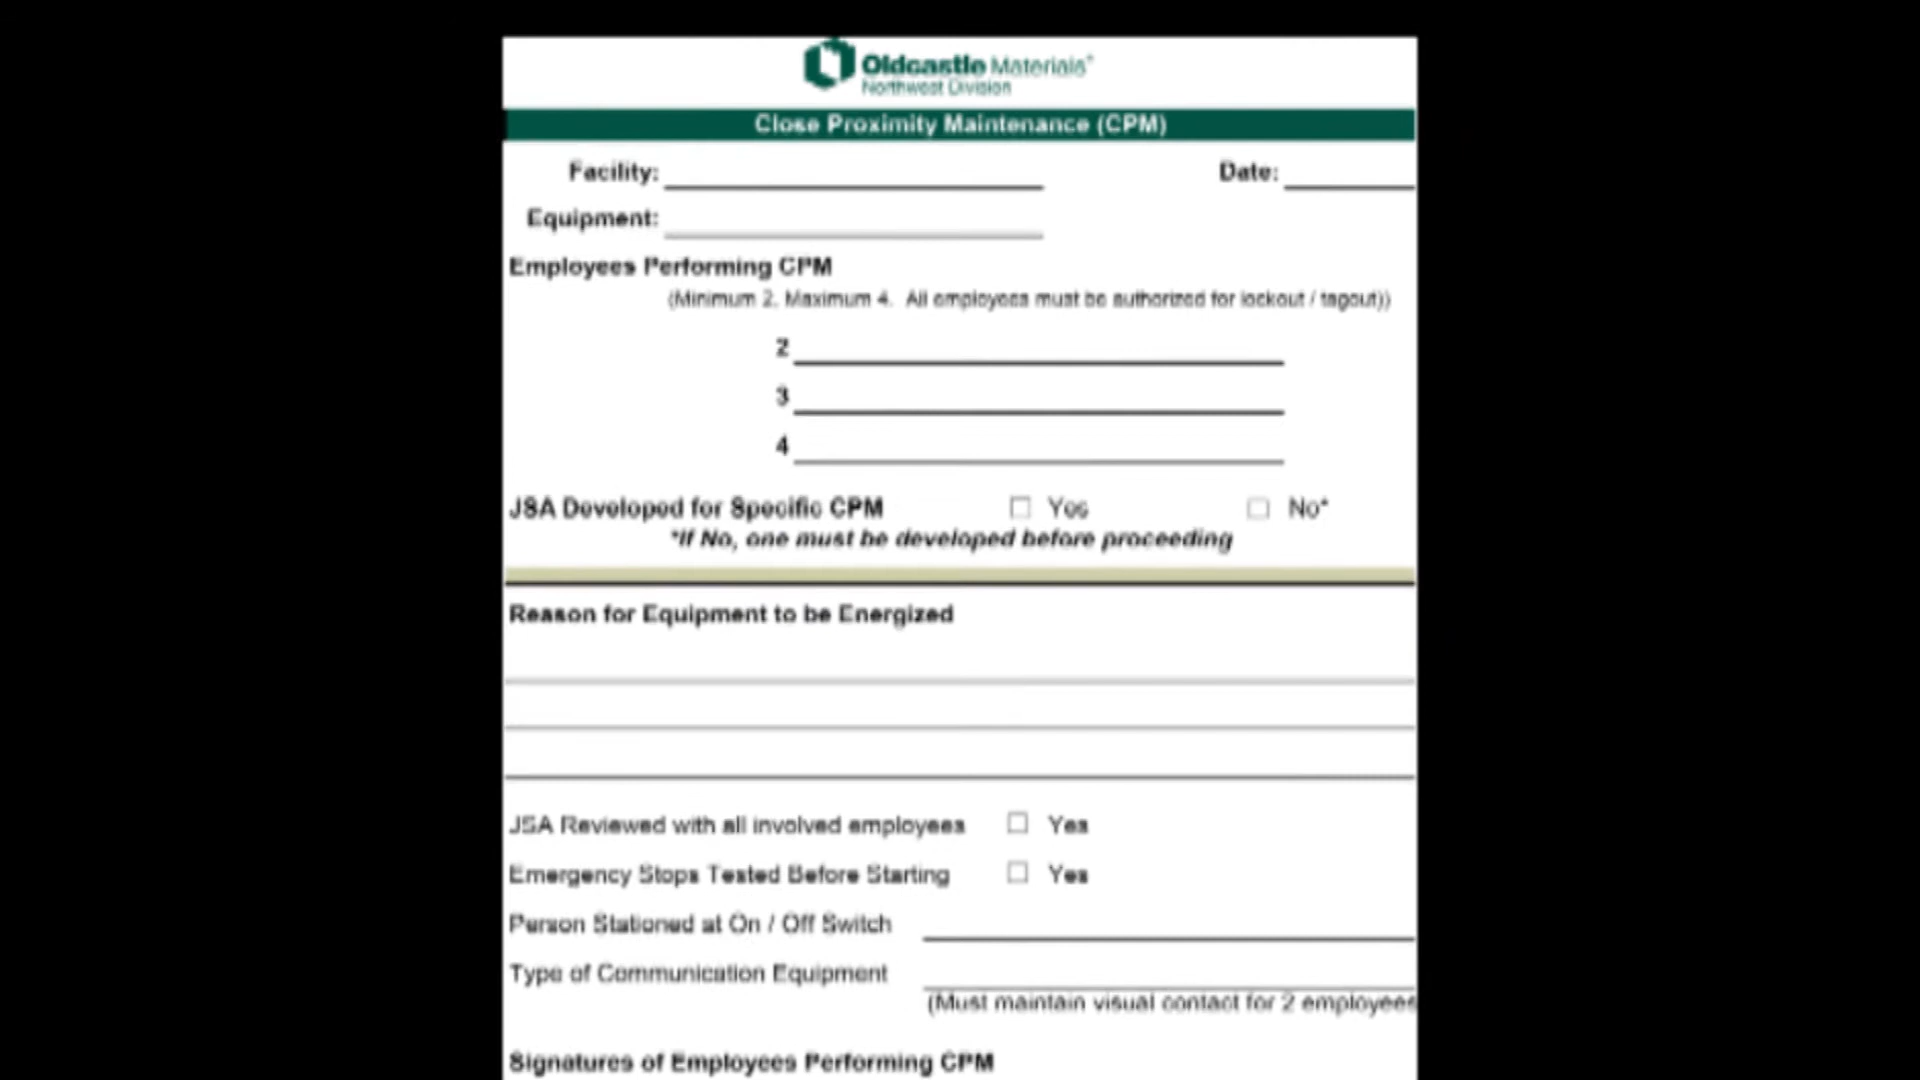 Oldcastle Materials®
Northwest Division
Close Proximity Maintenance (CPM)
Facility: Date:
Equipment:
Employees Performing CPM
(Minimum 2, Maximum 4. All employees must be authorized for lockout / tagout))
2
3
4
JSA Developed for Specific CPM Yes No*
*If No, one must be developed before proceeding
Reason for Equipment to be Energized
JSA Reviewed with all involved employees Yes
Emergency Stops Tested Before Starting Yes
Person Stationed at On / Off Switch
Type of Communication Equipment
(Must maintain visual contact for 2 employees
Signatures of Employees Performing CPM